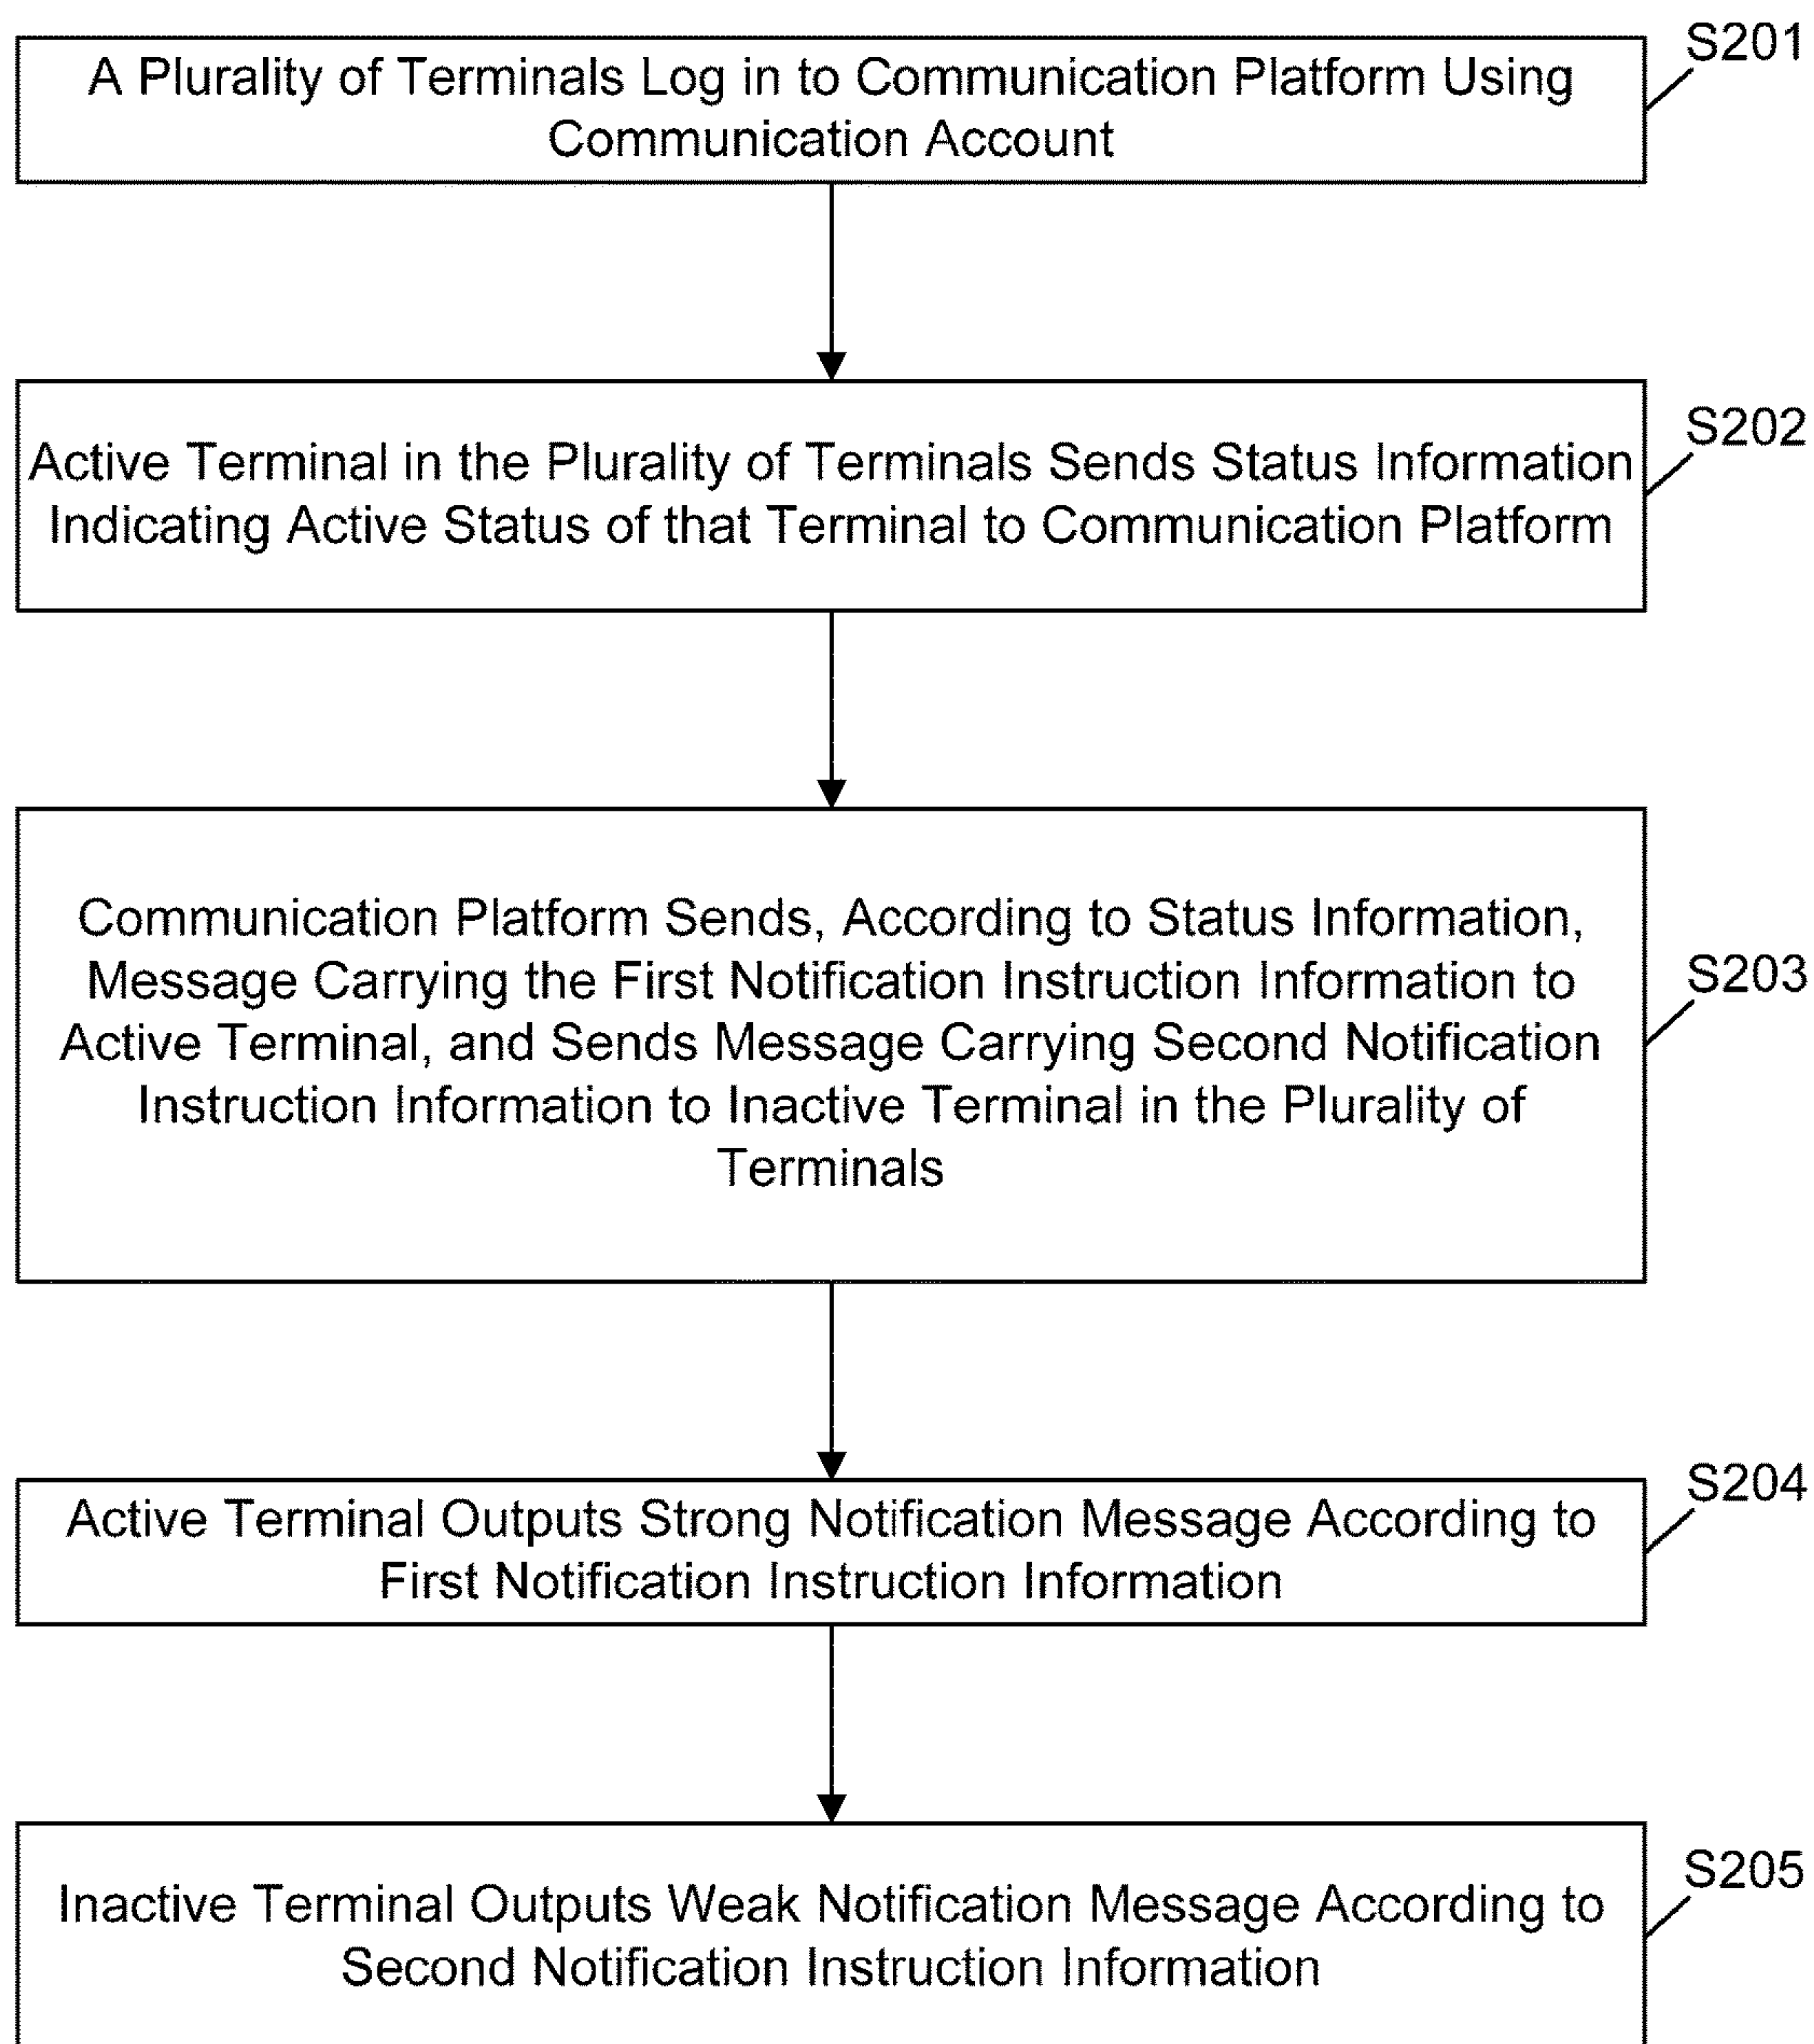 S201
A Plurality of Terminals Log in to Communication Platform Using
Communication Account
S202
Active Terminal in the Plurality of Terminals Sends Status Information
Indicating Active Status of that Terminal to Communication Platform
Communication Platform Sends, According to Status Information,
Message Carrying the First Notification Instruction Information to
S203
Active Terminal, and Sends Message Carrying Second Notification
Instruction Information to Inactive Terminal in the Plurality of
Terminals
S204
Active Terminal Outputs Strong Notification Message According to
First Notification Instruction Information
S205
Inactive Terminal Outputs Weak Notification Message According to
Second Notification Instruction Information